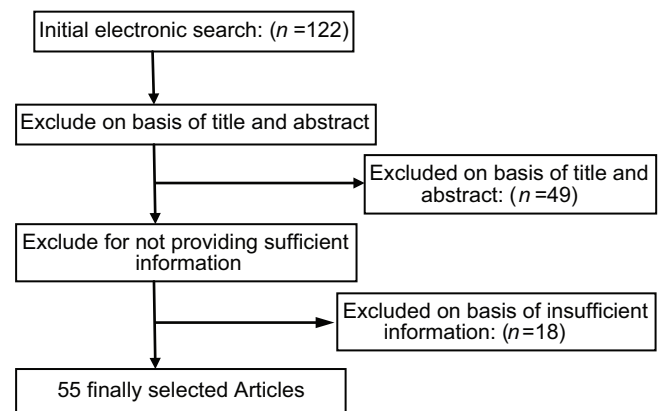 Initial electronic search: (n =122)
Exclude on basis of title and abstract
Excluded on basis of title and
abstract: (n=49)
Exclude for not providing sufficient
information
Excluded on basis of insufficient
information: (n=18)
55 finally selected Articles